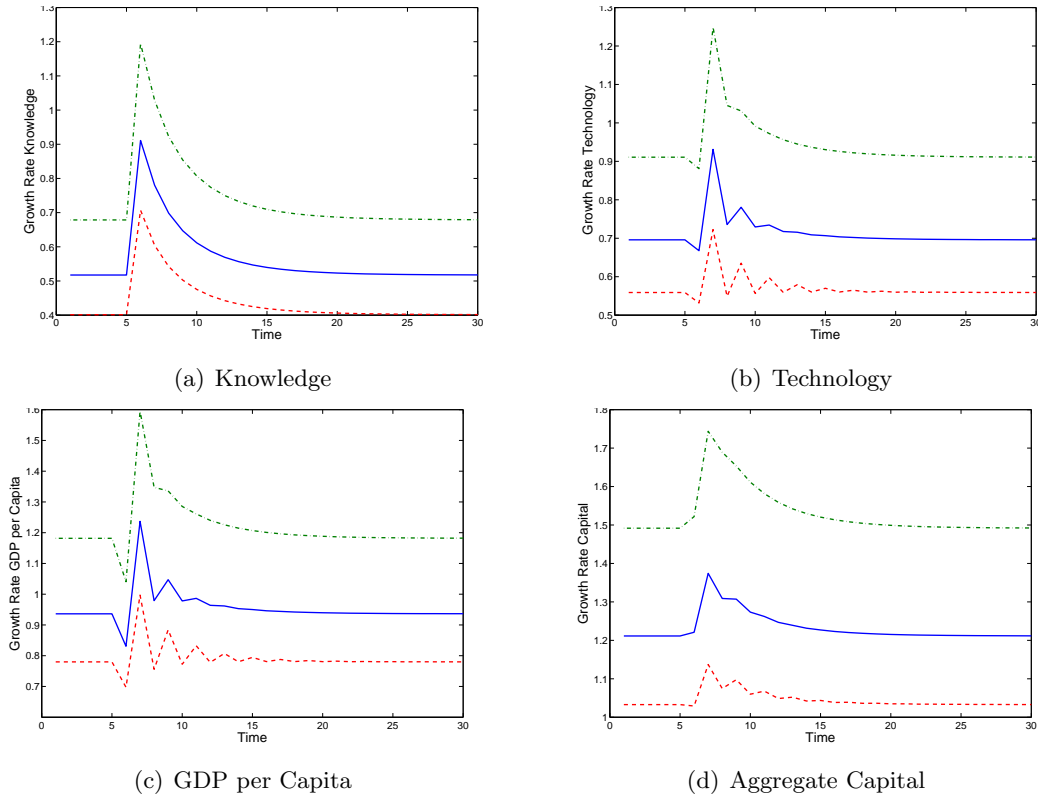 1.3
1.2
1.1
1
0.9
0.8
0.7
0.6
0.5
0.4
0 5 10 15 20 25 30
Growth Rate Knowledge
Time
(a) Knowledge
1.3
1.2
1.1
1
0.9
0.8
0.7
0.6
0.5
0 5 10 15 20 25 30
Growth Rate Technology
Time
(b) Technology
1.6
1.5
1.4
1.3
1.2
1.1
1
0.9
0.8
0.7
0 5 10 15 20 25 30
Growth Rate GDP per Capita
Time
(c) GDP per Capita
1.8
1.7
1.6
1.5
1.4
1.3
1.2
1.1
1
0 5 10 15 20 25 30
Growth Rate Capital
Time
(d) Aggregate Capital